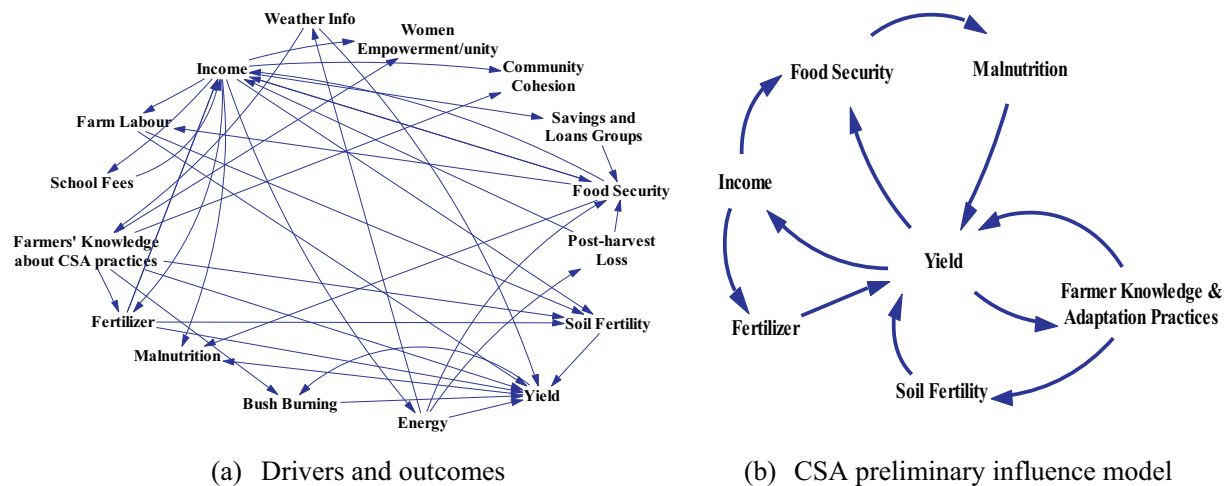 Weather Info
Women
Empowerment/unity
Income
Community
Cohesion
Farm Labour
Savings and
Loans Groups
School Fees
Food Security
Farmers' Knowledge
about CSA practices
Post-harvest
Loss
Fertilizer
Soil Fertility
Malnutrition
Bush Burning
Yield
Energy
(a) Drivers and outcomes
Food Security
Malnutrition
Income
Yield
Farmer Knowledge &
Adaptation Practices
Fertilizer
Soil Fertility
(b) CSA preliminary influence model